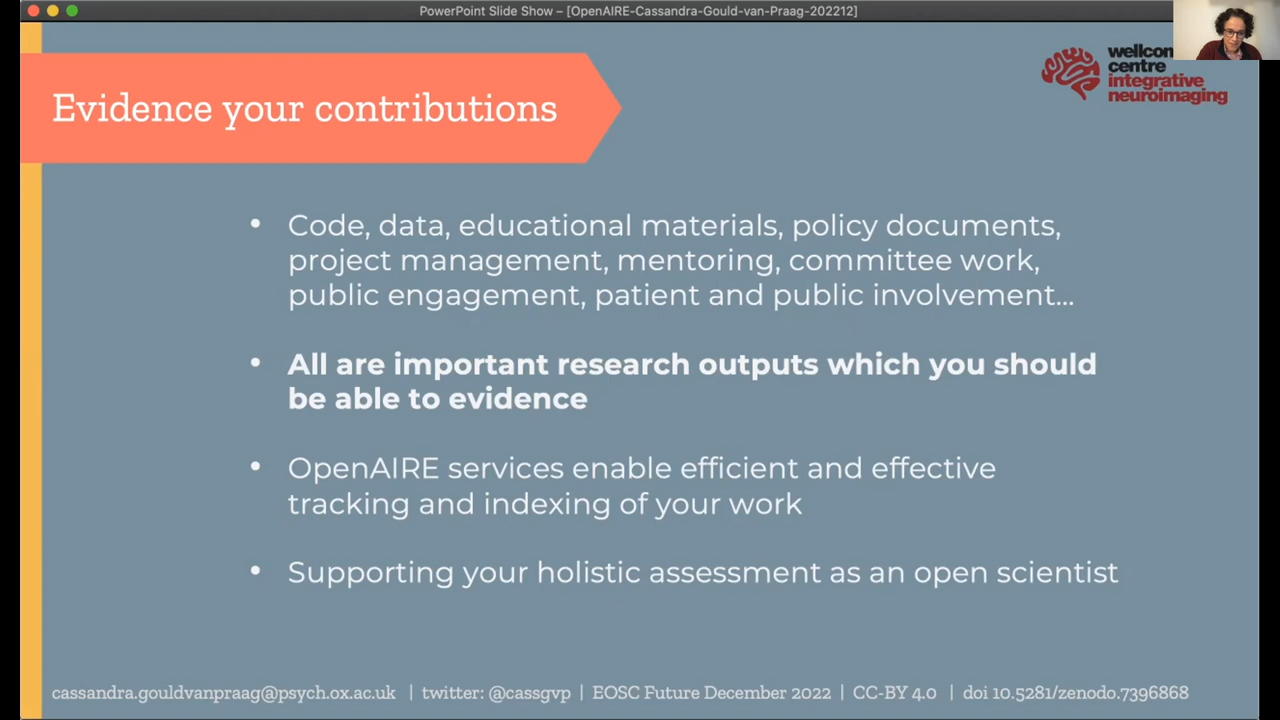 PowerPoint Slide Show – [OpenAIRE-Cassandra-Gould-van-Praag-202212]
centre
integrative
neuroimaging
Evidence your contributions
• Code, data, educational materials, policy documents,
project management, mentoring, committee work,
public engagement, patient and public involvement...
• All are important research outputs which you should
be able to evidence
• OpenAIRE services enable efficient and effective
tracking and indexing of your work
• Supporting your holistic assessment as an open scientist
cassandra.gouldvanpraag@psych.ox.ac.uk | twitter: @cassgvp | EOSC Future December 2022 | CC-BY 4.0 | doi 10.5281/zenodo.7396868